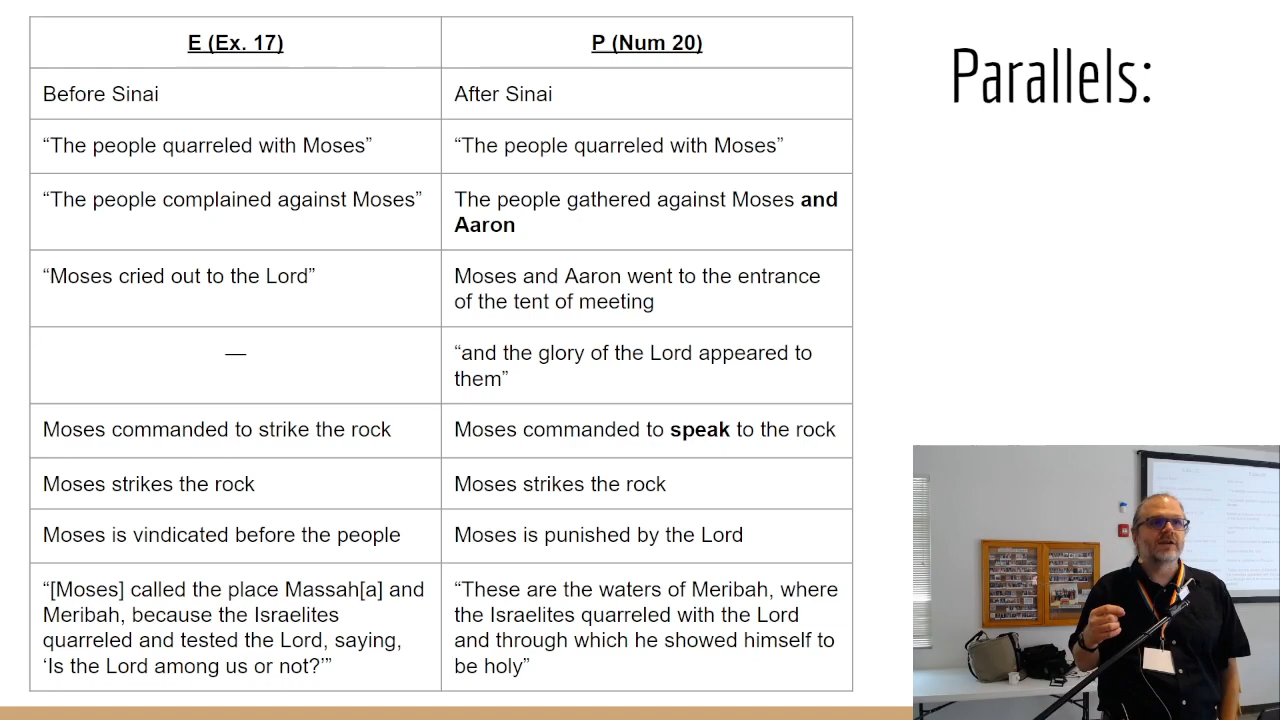 Parallels:
E (Ex. 17)
P (Num 20)
Before Sinai
After Sinai
“The people quarreled with Moses”
“The people quarreled with Moses”
“The people complained against Moses”
The people gathered against Moses and
Aaron
“Moses cried out to the Lord”
Moses and Aaron went to the entrance
of the tent of meeting
—
“and the glory of the Lord appeared to
them”
Moses commanded to strike the rock
Moses commanded to speak to the rock
Moses strikes the rock
Moses strikes the rock
Moses is vindicated before the people
Moses is punished by the Lord
“[Moses] called the place Massah[a] and
Meribah, because the Israelites
quarreled and tested the Lord, saying,
‘Is the Lord among us or not?’”
“These are the waters of Meribah, where
the Israelites quarreled with the Lord
and through which he showed himself to
be holy”